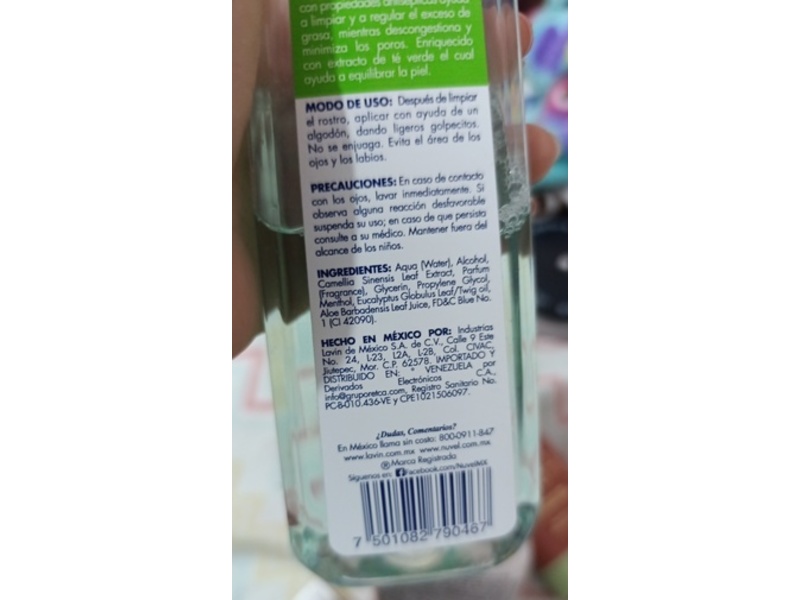 con propiedades antisépticas ayuda
a limpiar y a regular el exceso de
grasa, mientras descongestiona y
minimiza los poros. Enriquecido
con extracto de té verde el cual
ayuda a equilibrar la piel.
MODO DE USO: Después de limpiar
el rostro, aplicar con ayuda de un
algodón, dando ligeros golpecitos.
No se enjuaga. Evita el área de los
ojos y los labios.
PRECAUCIONES: En caso de contacto
con los ojos, lavar inmediatamente. Si
observa alguna reacción desfavorable
suspenda su uso; en caso de que persista
consulte a su médico. Mantener fuera del
alcance de los niños.
INGREDIENTES: Aqua (Water), Alcohol,
Camellia Sinensis Leaf Extract, Parfum
(Fragrance), Glycerin, Propylene Glycol,
Menthol, Eucalyptus Globulus Leaf/Twig oil,
Aloe Barbadensis Leaf Juice, FD&C Blue No.
1 (CI 42090).
HECHO EN MÉXICO POR: Industrias
Lavin de México S.A. de C.V., Calle 9 Este
No. 24, L-23, L2A, L-2B, Col. CIVAC,
Jiutepec, Mor. C.P. 62578. IMPORTADO Y
DISTRIBUIDO EN: " VENEZUELA por
Derivados Electrónicos C.A.,
info@gruporetca.com, Registro Sanitario No.
PC-8-010.436-VE y CPE1021506097.
¿Dudas, Comentarios?
En México llama sin costo: 800-0911-847
www.lavin.com.mx www.nuvel.com.mx
® Marca Registrada
Síguenos en: Facebook.com/NuvelMX
7 501082 790467